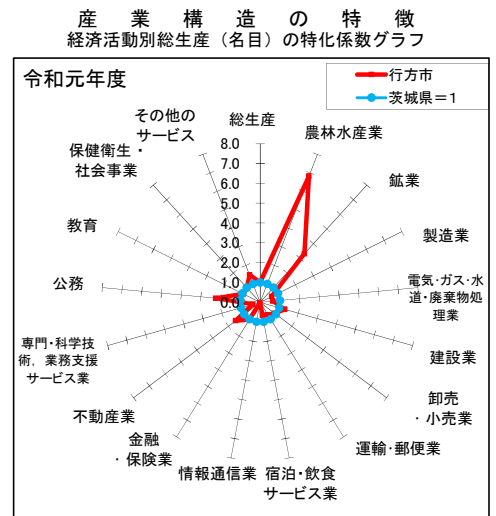 産業構造の特徴
経済活動別総生産（名目）の特化係数グラフ
令和元年度
行方市
茨城県＝1
総生産
農林水産業
鉱業
製造業
電気･ガス･水
道･廃棄物処
理業
建設業
卸売
・小売業
運輸･郵便業
宿泊・飲食
サービス業
情報通信業
金融
・保険業
不動産業
専門・科学技
術，業務支援
サービス業
公務
教育
保健衛生・
社会事業
その他の
サービス
8.0
7.0
6.0
5.0
4.0
3.0
2.0
1.0
0.0